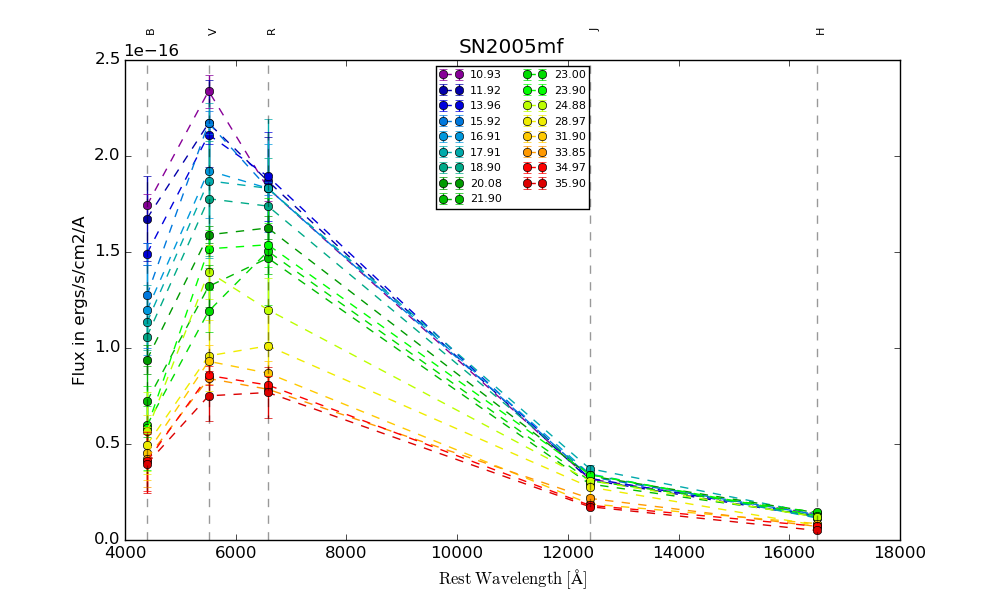 B V R J H
1e−16
SN2005mf
10.93 23.00
11.92 23.90
13.96 24.88
15.92 28.97
16.91 31.90
17.91 33.85
18.90 34.97
20.08 35.90
21.90
2.5
2.0
1.5
1.0
0.5
0.0
Flux in ergs/s/cm2/A
4000 6000 8000 10000 12000 14000 16000 18000
Rest Wavelength [Å]